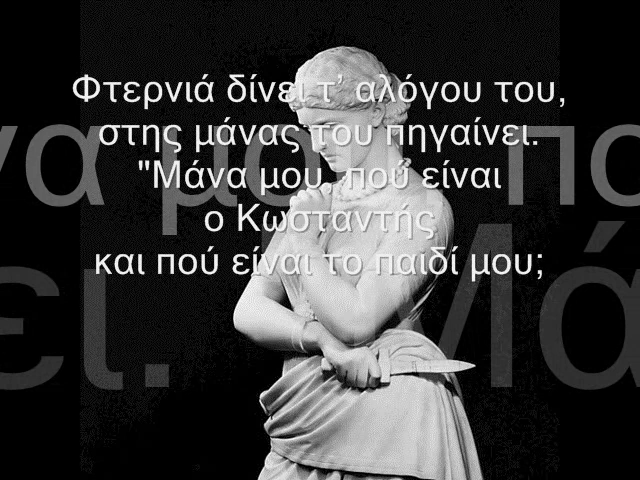 Φτερνιά δίνει τ’ αλόγου του,
στης μάνας του πηγαίνει.
"Μάνα μου, πού είναι
ο Κωσταντής
και πού είναι το παιδί μου;